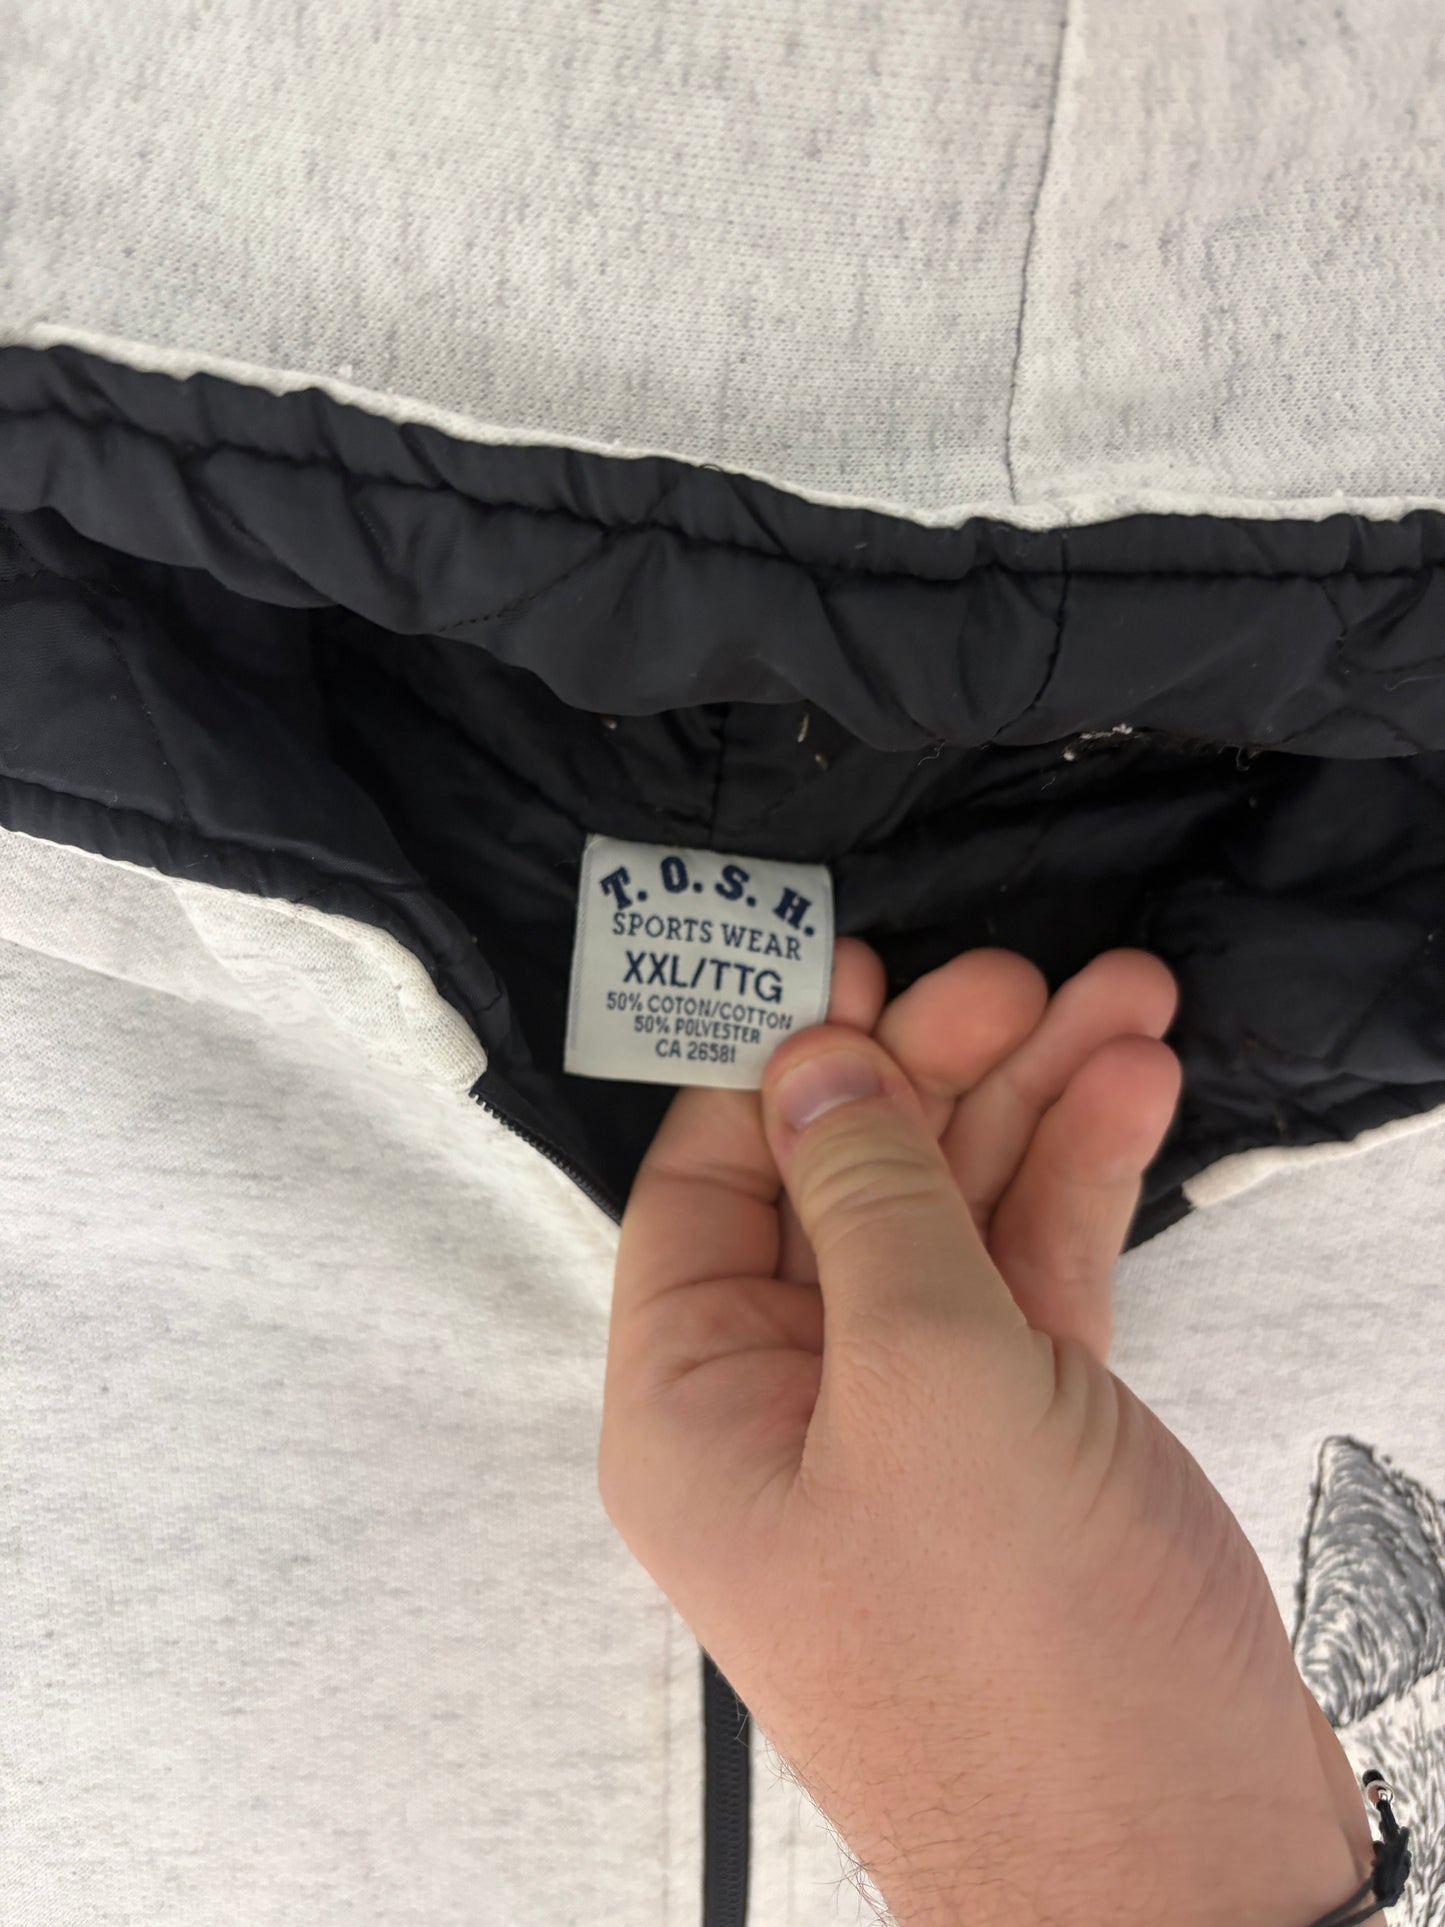 T.O.S.H.
SPORTS WEAR
XXL/TTG
50% COTON/COTTON
50% POLYESTER
CA 26581